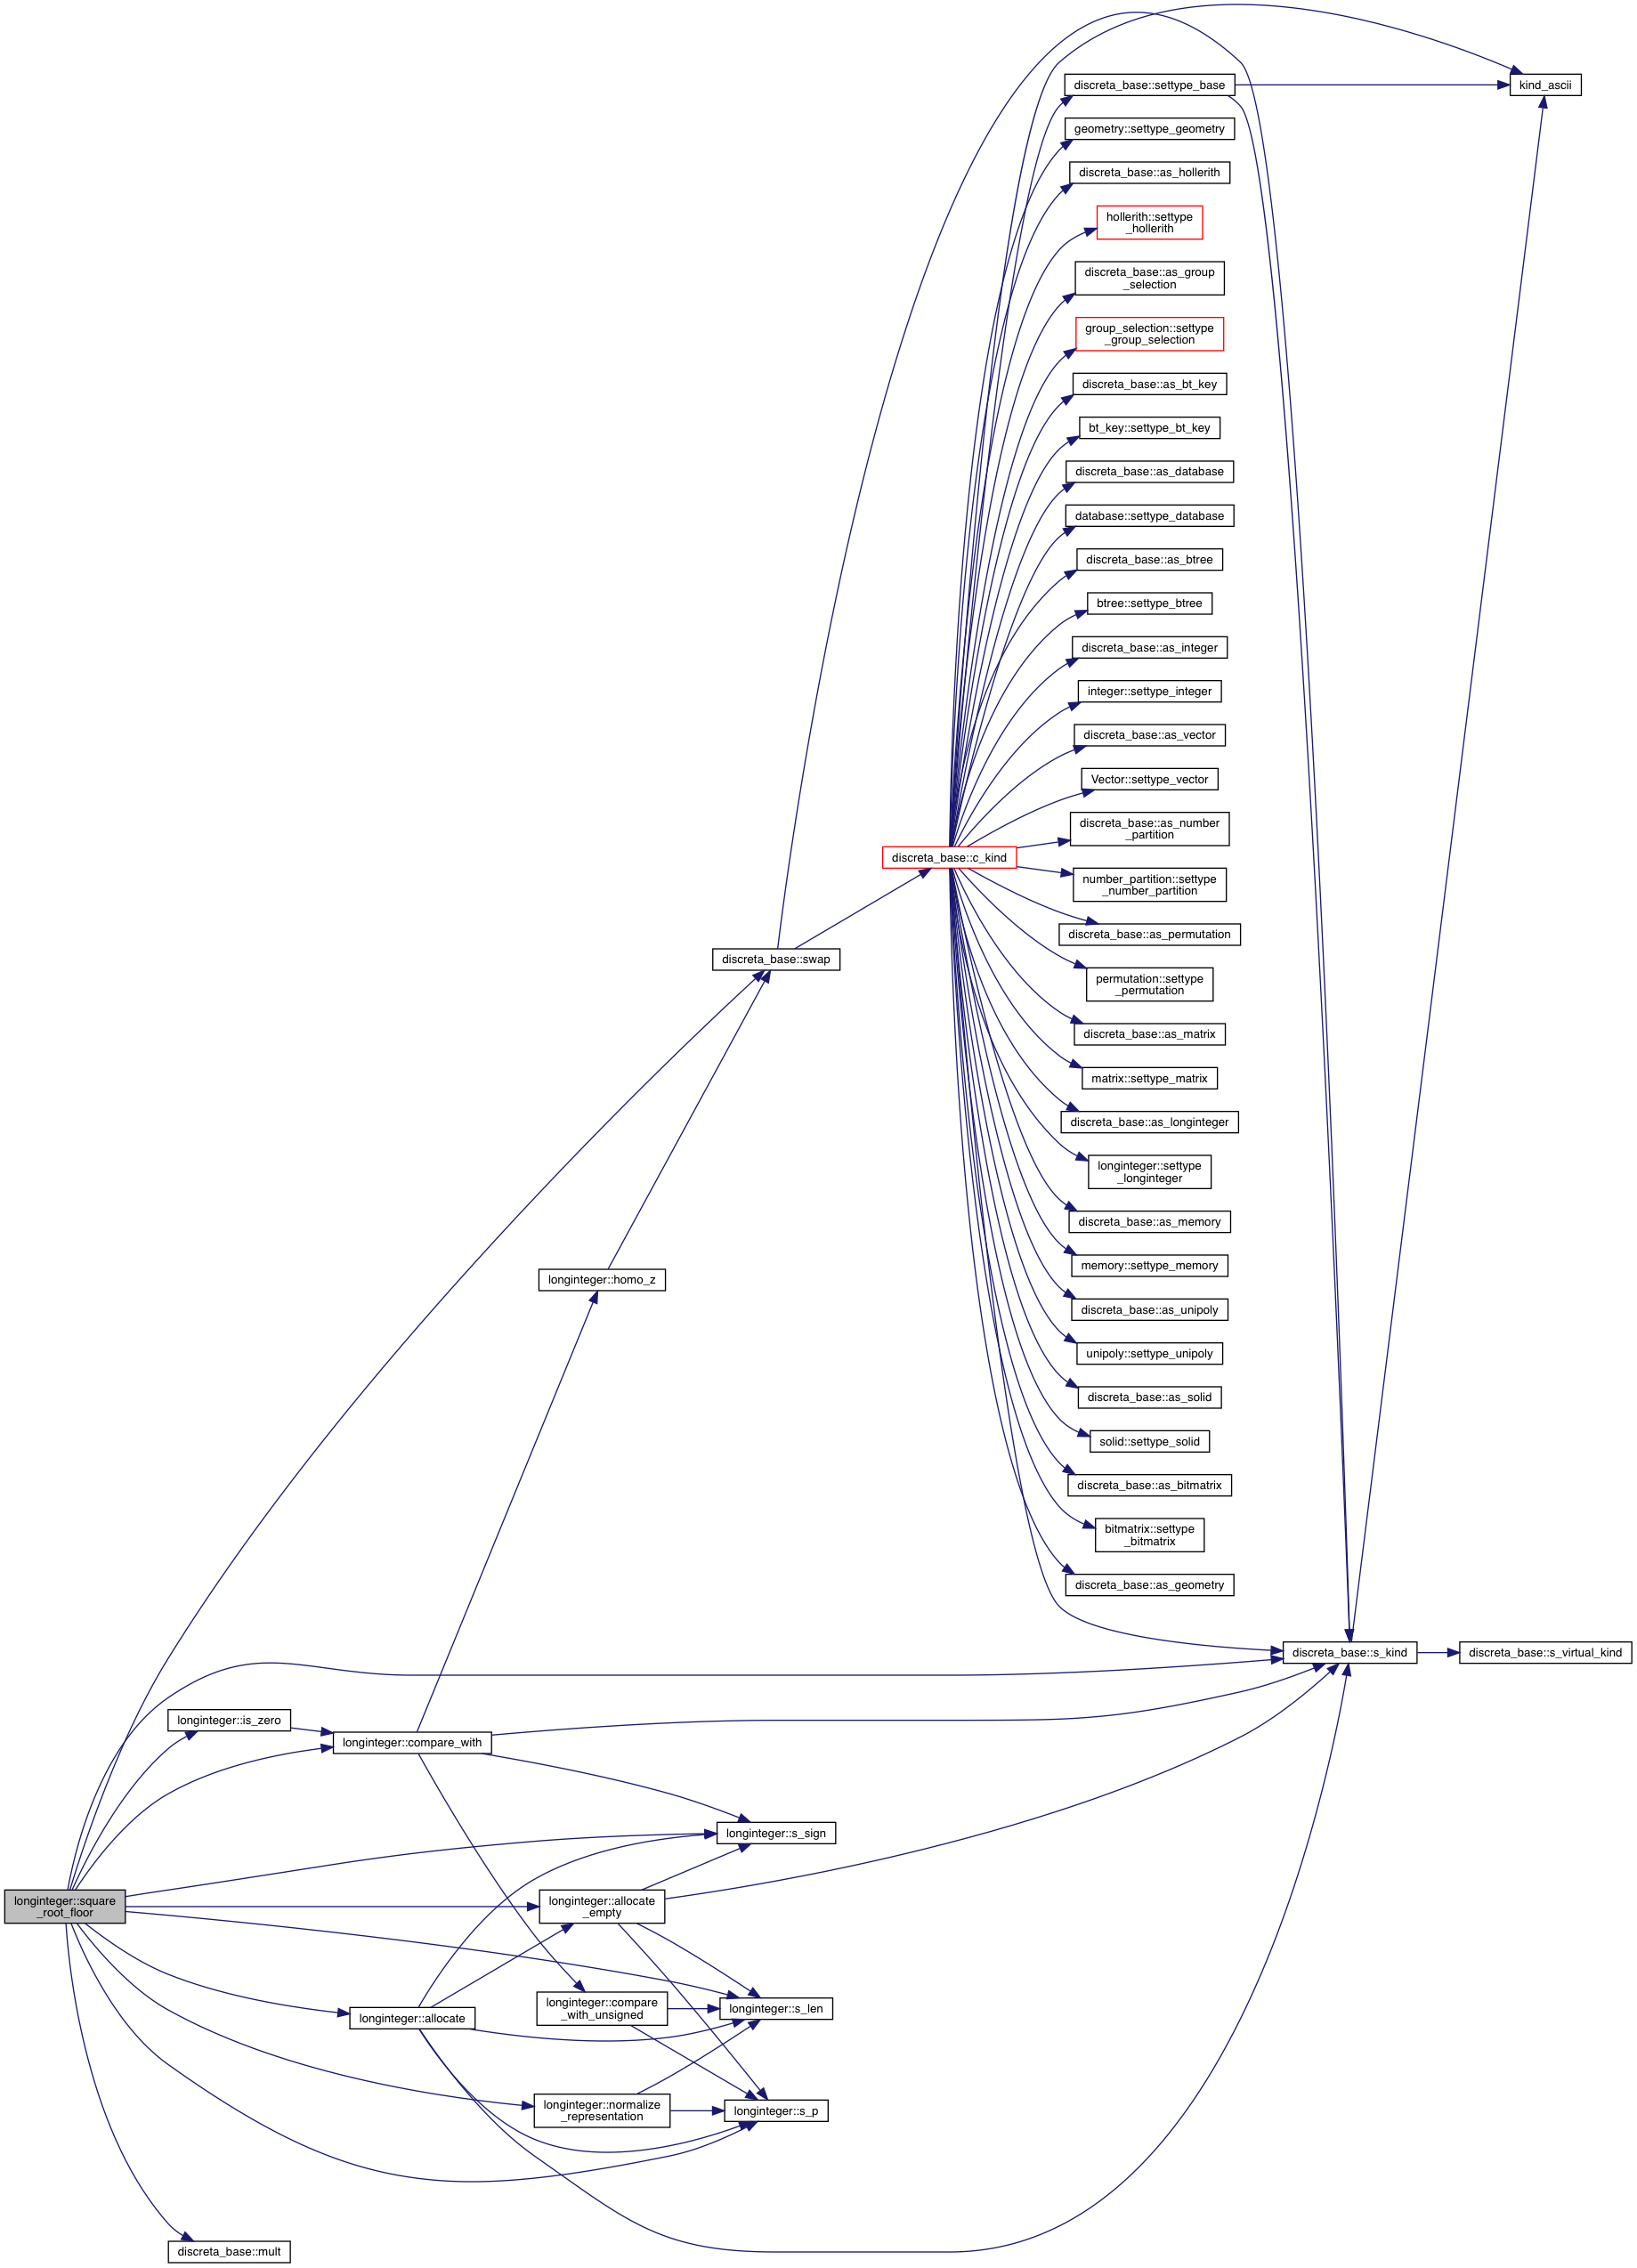 discreta_base::settype_base
kind_ascii
geometry::settype_geometry
discreta_base::as_hollerith
hollerith::settype
_hollerith
discreta_base::as_group
_selection
group_selection::settype
_group_selection
discreta_base::as_bt_key
bt_key::settype_bt_key
discreta_base::as_database
database::settype_database
discreta_base::as_btree
btree::settype_btree
discreta_base::as_integer
integer::settype_integer
discreta_base::as_vector
Vector::settype_vector
discreta_base::as_number
_partition
discreta_base::c_kind
number_partition::settype
_number_partition
discreta_base::as_permutation
discreta_base::swap
permutation::settype
_permutation
discreta_base::as_matrix
matrix::settype_matrix
discreta_base::as_longinteger
longinteger::settype
_longinteger
discreta_base::as_memory
memory::settype_memory
longinteger::homo_z
discreta_base::as_unipoly
unipoly::settype_unipoly
discreta_base::as_solid
solid::settype_solid
discreta_base::as_bitmatrix
bitmatrix::settype
_bitmatrix
discreta_base::as_geometry
discreta_base::s_kind
discreta_base::s_virtual_kind
longinteger::is_zero
longinteger::compare_with
longinteger::s_sign
longinteger::square
_root_floor
longinteger::allocate
_empty
longinteger::compare
_with_unsigned
longinteger::s_len
longinteger::allocate
longinteger::normalize
_representation
longinteger::s_p
discreta_base::mult